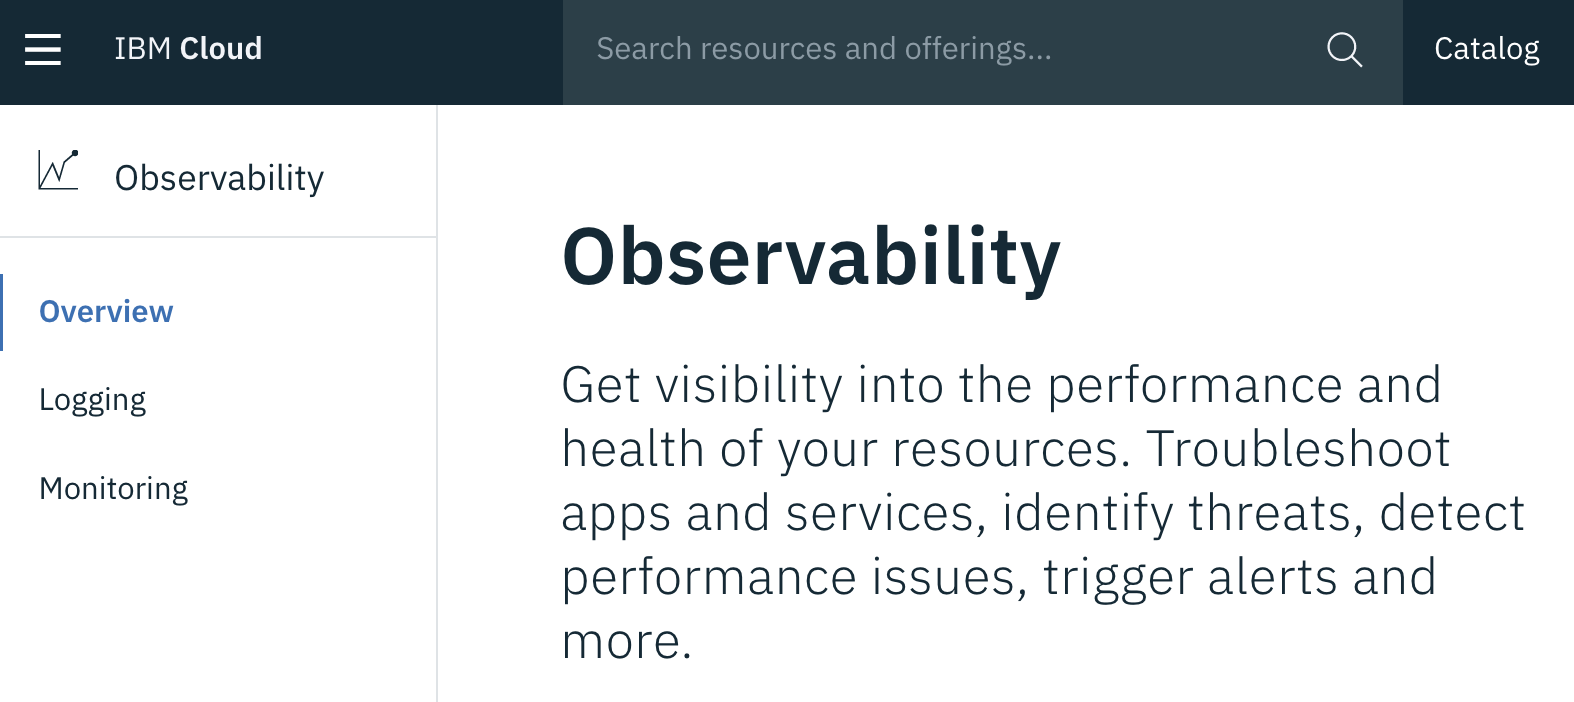 IBM Cloud
Search resources and offerings...
Catalog
Observability
Overview
Logging
Monitoring
Observability
Get visibility into the performance and
health of your resources. Troubleshoot
apps and services, identify threats, detect
performance issues, trigger alerts and
more.